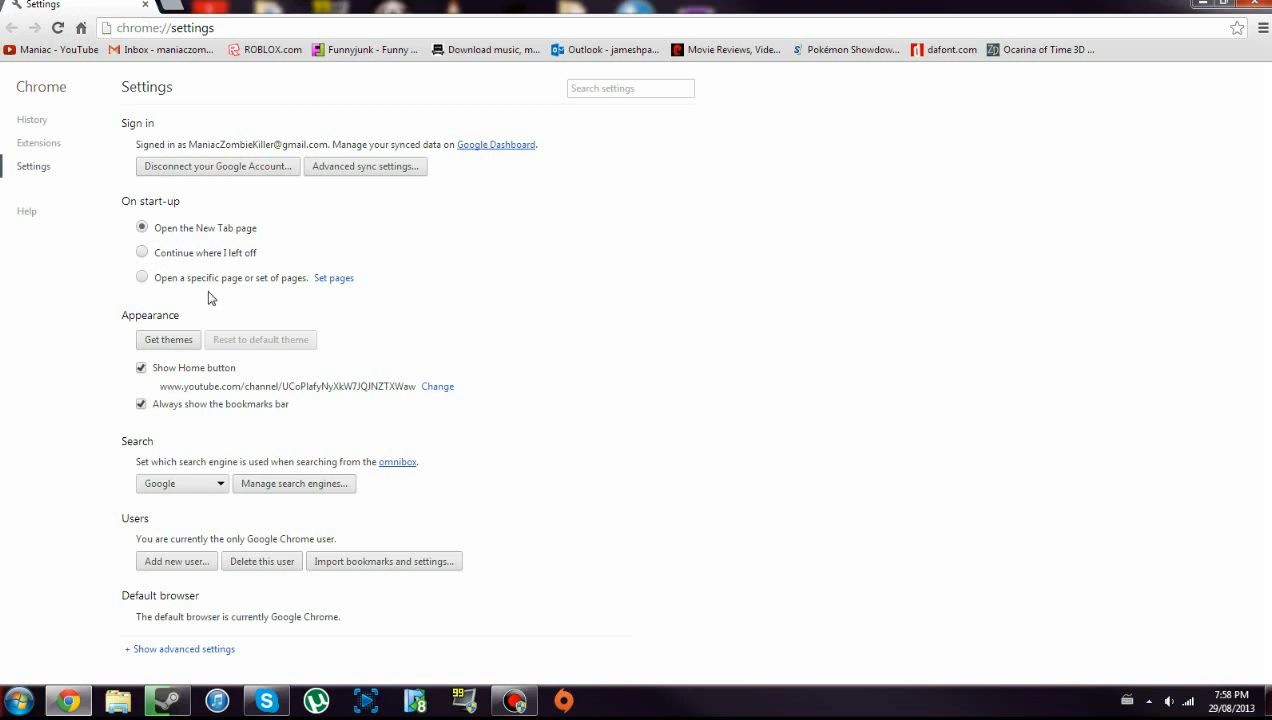 Settings
chrome://settings
Maniac - YouTube
Inbox - maniaczom...
ROBLOX.com
Funnyjunk - Funny ...
Download music, m...
Outlook - jameshpa...
Movie Reviews, Vide...
Pokémon Showdow...
dafont.com
Ocarina of Time 3D ...
Chrome
Settings
Search settings
History
Extensions
Settings
Help
Sign in
Signed in as ManiacZombieKiller@gmail.com. Manage your synced data on Google Dashboard.
Disconnect your Google Account...
Advanced sync settings...
On start-up
Open the New Tab page
Continue where I left off
Open a specific page or set of pages. Set pages
Appearance
Get themes
Reset to default theme
Show Home button
www.youtube.com/channel/UCoPIafyNyXkW7JQJNZTXWaw Change
Always show the bookmarks bar
Search
Set which search engine is used when searching from the omnibox.
Google
Manage search engines...
Users
You are currently the only Google Chrome user.
Add new user...
Delete this user
Import bookmarks and settings...
Default browser
The default browser is currently Google Chrome.
+ Show advanced settings
99
7:58 PM
29/08/2013